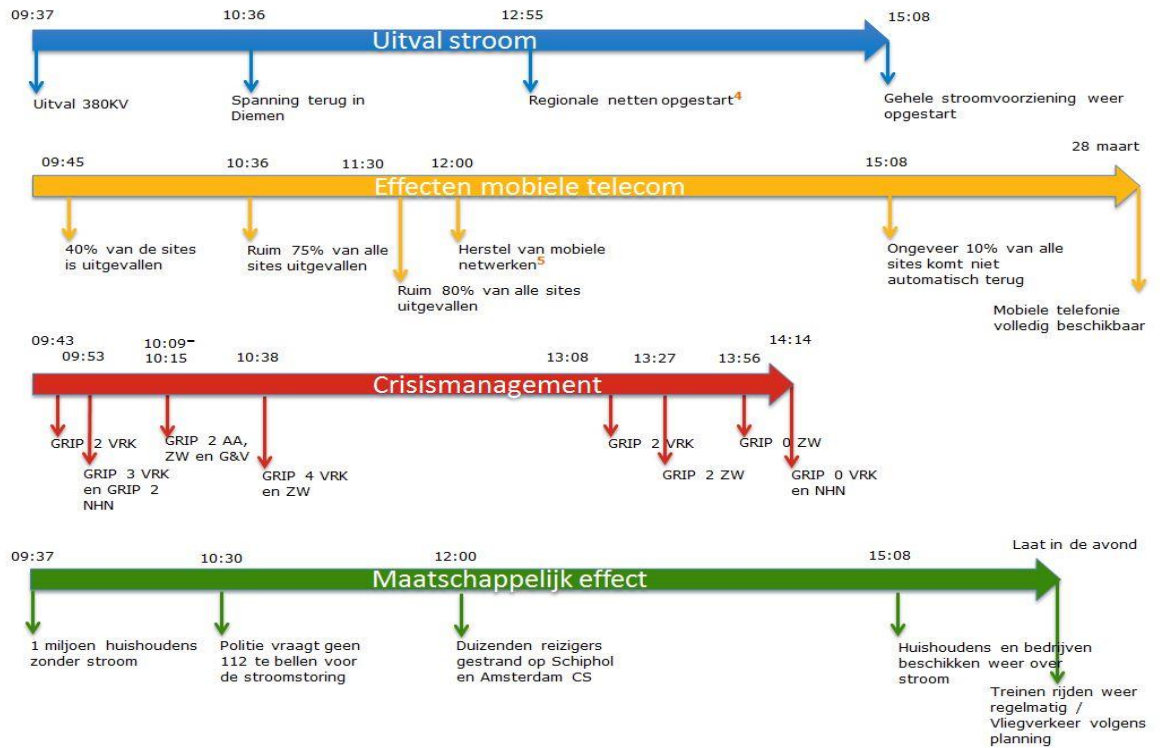 09:37 10:36 12:55 15:08
Uitval stroom
Uitval 380KV
Spanning terug in
Diemen
Regionale netten opgestart4
Gehele stroomvoorziening weer
opgestart
28 maart
09:45 10:36 11:30 12:00 15:08
Effecten mobiele telecom
40% van de sites
is uitgevallen
Ruim 75% van alle
sites uitgevallen
Ruim 80% van alle sites
uitgevallen
Herstel van mobiele
netwerken5
Ongeveer 10% van alle
sites komt niet
automatisch terug
Mobiele telefonie
volledig beschikbaar
09:43
09:53
10:09–
10:15
10:38
13:08
13:27
13:56
14:14
Crisismanagement
GRIP 2 VRK
GRIP 3 VRK
en GRIP 2
NHN
GRIP 2 AA,
ZW en G&V
GRIP 4 VRK
en ZW
GRIP 2 VRK
GRIP 2 ZW
GRIP 0 ZW
GRIP 0 VRK
en NHN
09:37 10:30 12:00 15:08
Laat in de avond
Maatschappelijk effect
1 miljoen huishoudens
zonder stroom
Politie vraagt geen
112 te bellen voor
de stroomstoring
Duizenden reizigers
gestrand op Schiphol
en Amsterdam CS
Huishoudens en bedrijven
beschikken weer over
stroom
Treinen rijden weer
regelmatig /
Vliegverkeer volgens
planning